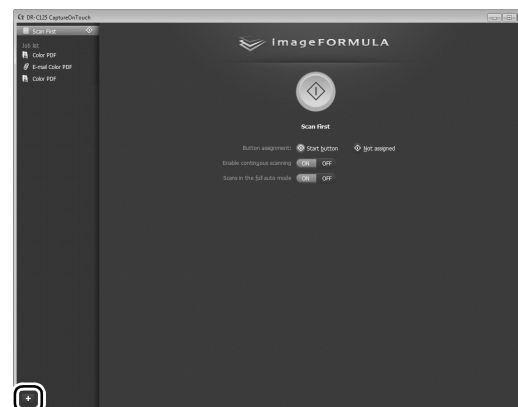 DR-C125 CaptureOnTouch
Scan First
Job list
Color PDF
E-mail Color PDF
Color PDF
imageFORMULA
Scan First
Button assignment: Start button Not assigned
Enable continuous scanning ON OFF
Scans in the full auto mode ON OFF
+